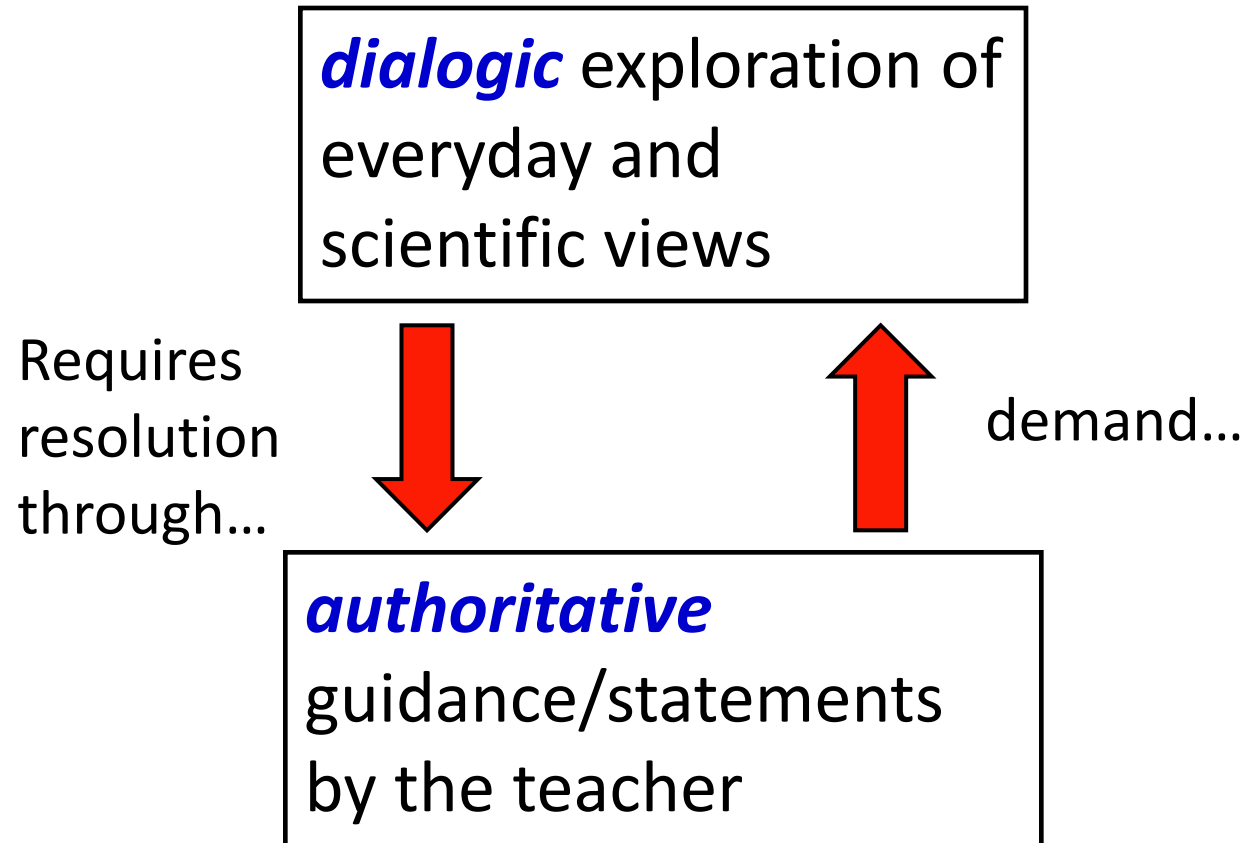 dialogic exploration of
everyday and
scientific views
Requires
resolution
through…
demand…
authoritative
guidance/statements
by the teacher